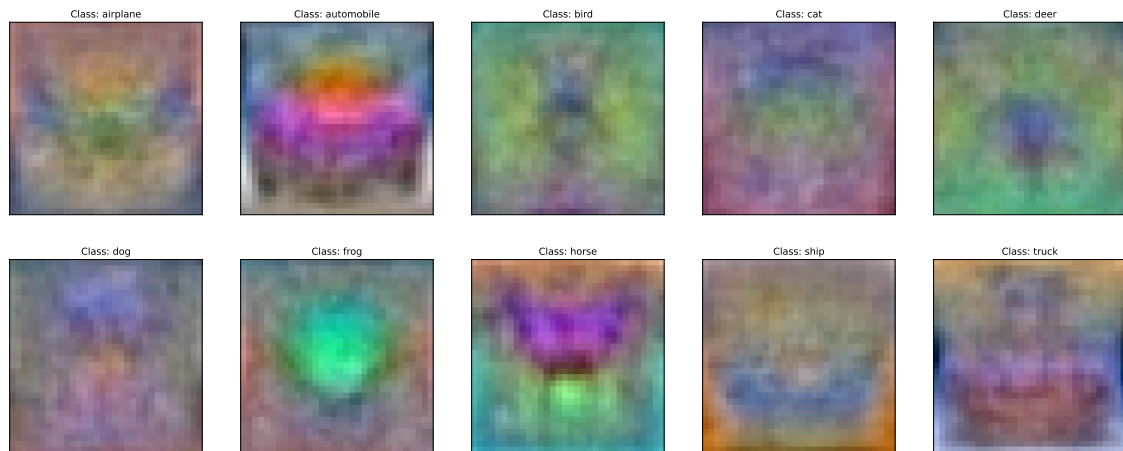 Class: airplane
Class: automobile
Class: bird
Class: cat
Class: deer
Class: dog
Class: frog
Class: horse
Class: ship
Class: truck